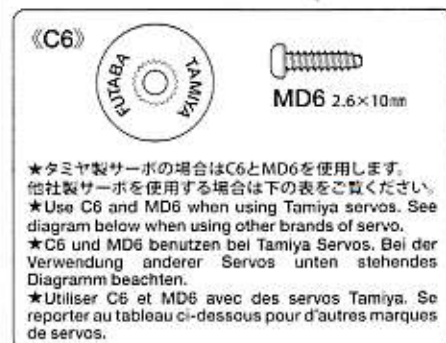 《C6》
FUTABA
TAMIYA
MD6 2.6×10㎜
★タミヤ製サーボの場合はC6とMD6を使用します。
他社製サーボを使用する場合は下の表をご覧ください。
★Use C6 and MD6 when using Tamiya servos. See
diagram below when using other brands of servo.
★C6 und MD6 benutzen bei Tamiya Servos. Bei der
Verwendung anderer Servos unten stehendes
Diagramm beachten.
★Utiliser C6 et MD6 avec des servos Tamiya. Se
reporter au tableau ci-dessous pour d'autres marques
de servos.